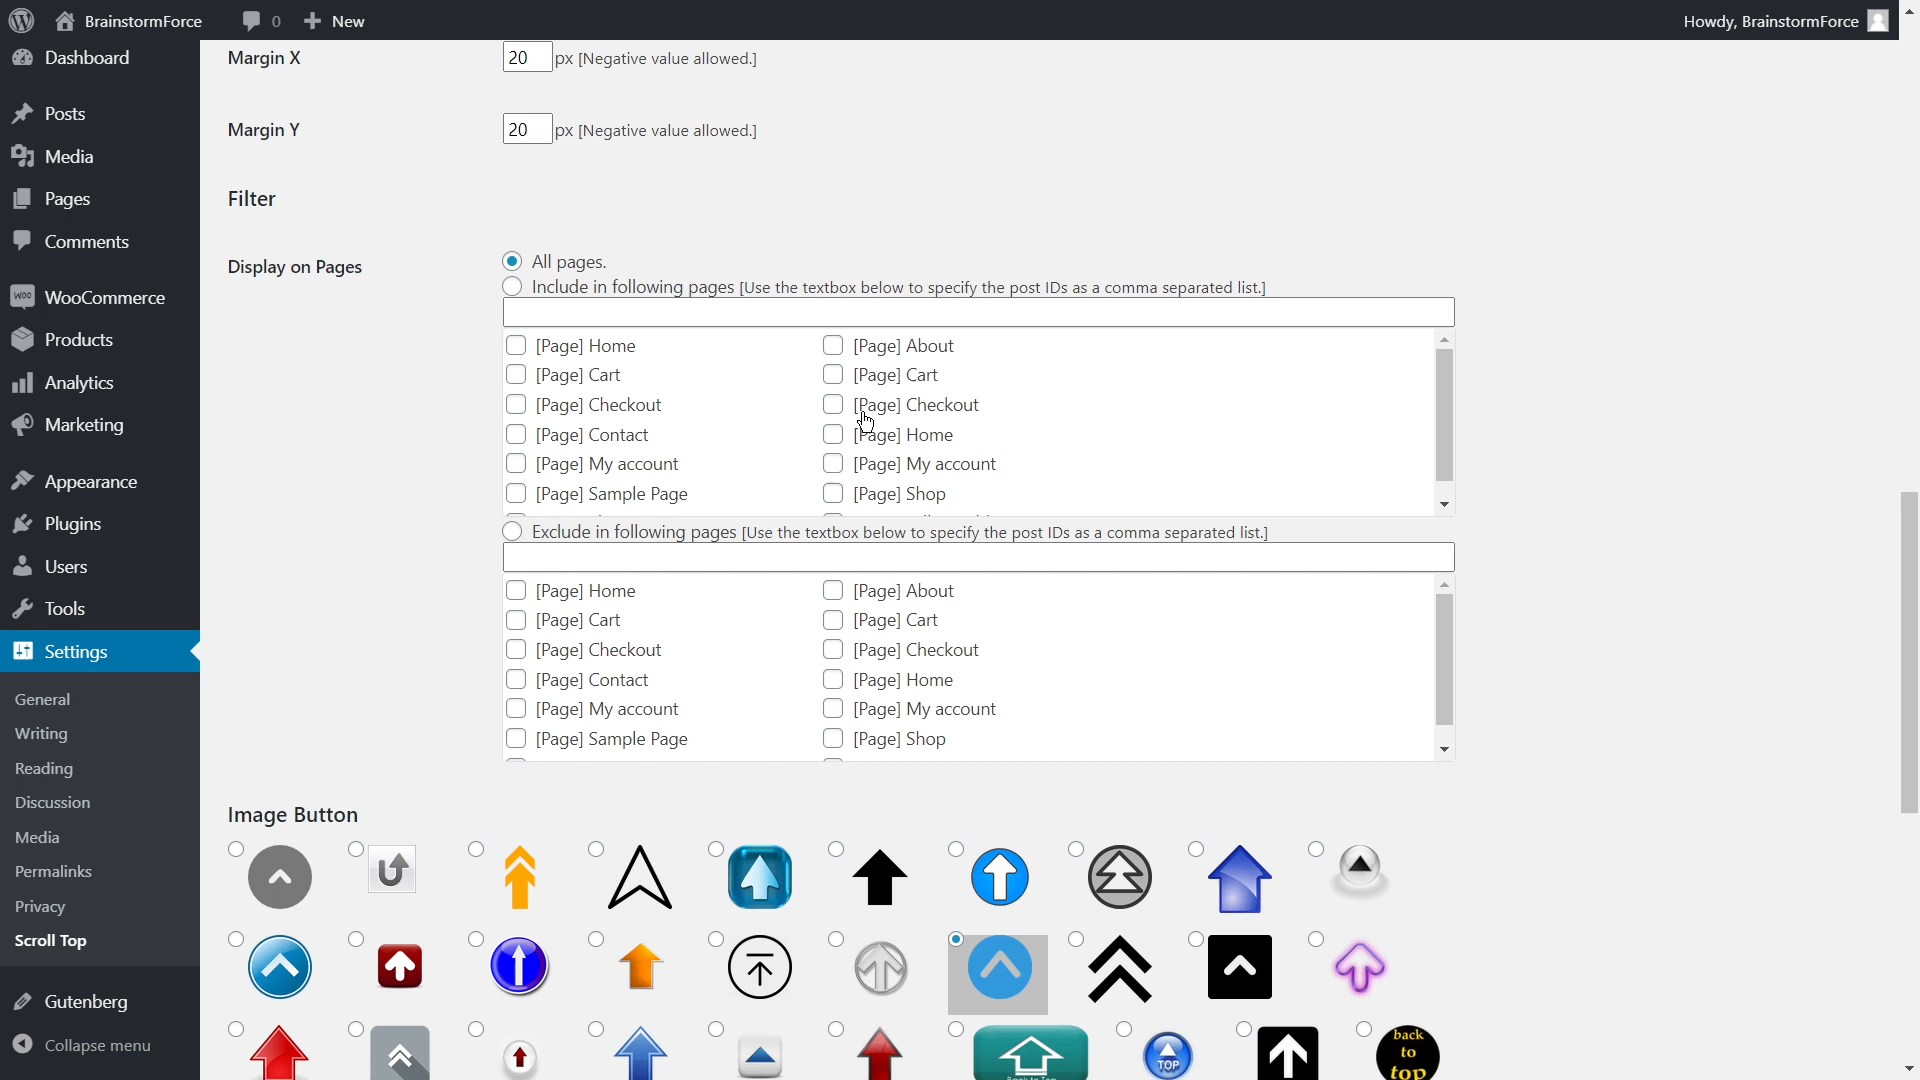 BrainstormForce
0
New
Howdy, BrainstormForce
Dashboard
Posts
Media
Pages
Comments
WooCommerce
Products
Analytics
Marketing
Appearance
Plugins
Users
Tools
Settings
General
Writing
Reading
Discussion
Media
Permalinks
Privacy
Scroll Top
Gutenberg
Collapse menu
Margin X
20 px [Negative value allowed.]
Margin Y
20 px [Negative value allowed.]
Filter
Display on Pages
All pages.
Include in following pages [Use the textbox below to specify the post IDs as a comma separated list.]
[Page] Home [Page] About
[Page] Cart [Page] Cart
[Page] Checkout [Page] Checkout
[Page] Contact [Page] Home
[Page] My account [Page] My account
[Page] Sample Page [Page] Shop
Exclude in following pages [Use the textbox below to specify the post IDs as a comma separated list.]
[Page] Home [Page] About
[Page] Cart [Page] Cart
[Page] Checkout [Page] Checkout
[Page] Contact [Page] Home
[Page] My account [Page] My account
[Page] Sample Page [Page] Shop
Image Button
TOP
back
to
top